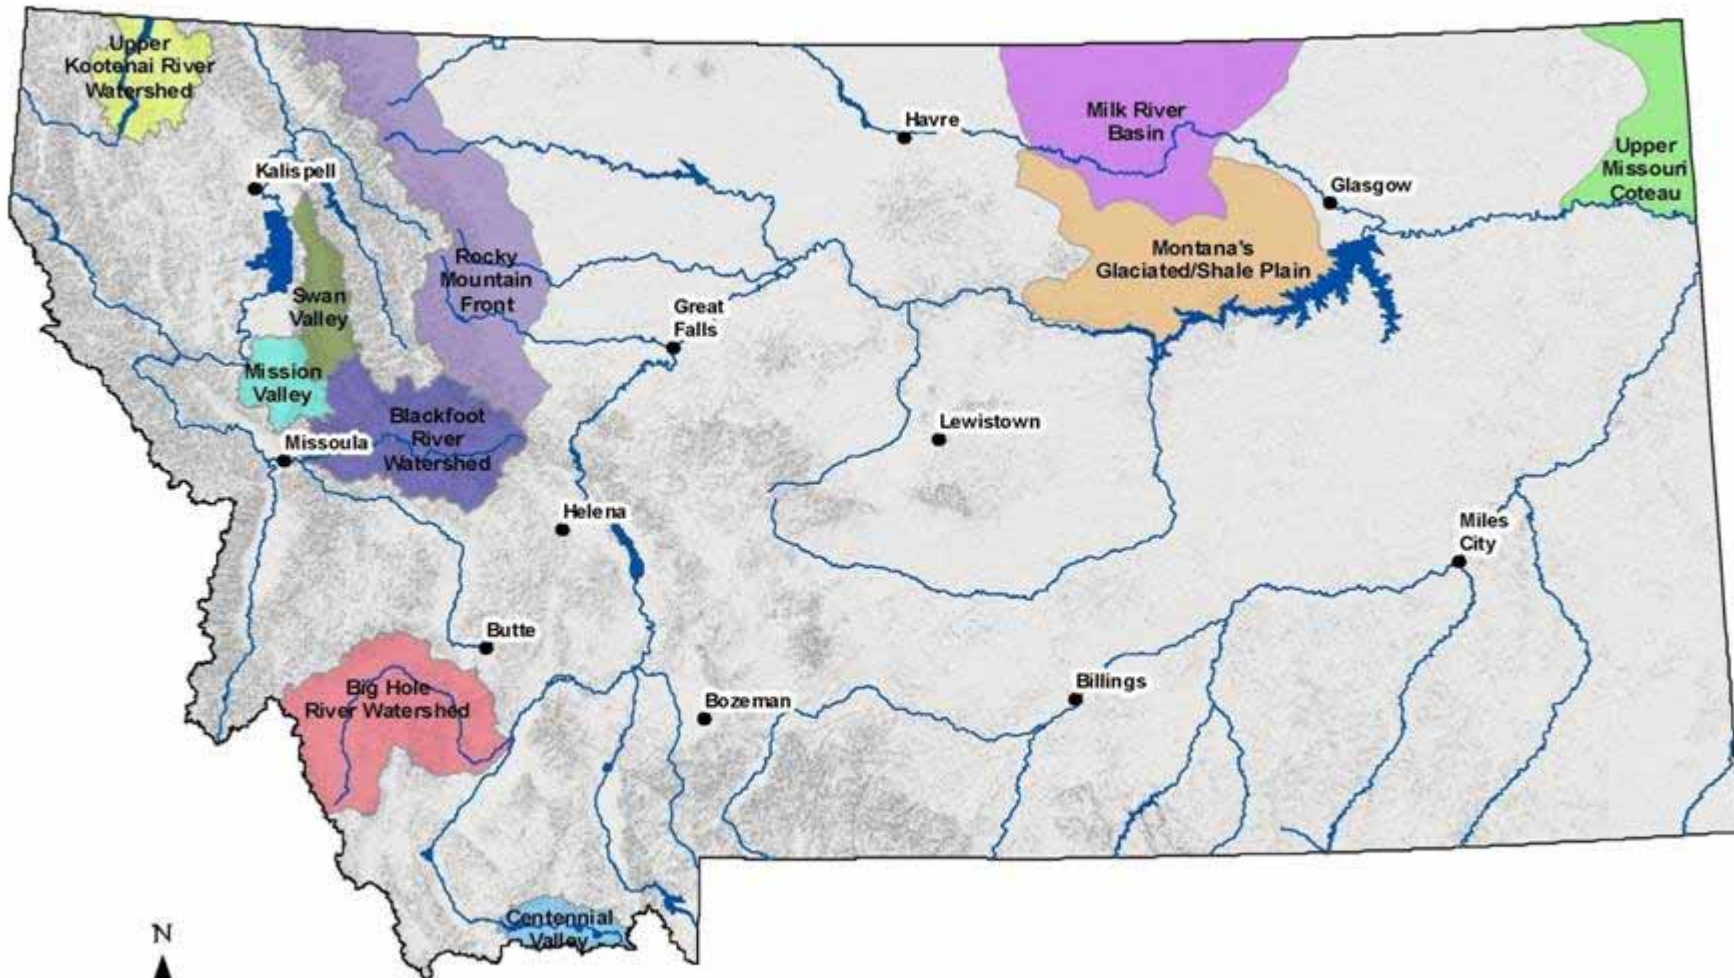 Upper
Kootenai River
Watershed
Havre
Milk River
Basin
Upper
Missouri
Coteau
Kalispell
Glasgow
Rocky
Mountain
Front
Montana's
Glaciated/Shale Plain
Swan
Valley
Great
Falls
Mission
Valley
Blackfoot
River
Watershed
Lewistown
Missoula
Helena
Miles
City
Butte
Big Hole
River Watershed
Bozeman
Billings
Centennial
Valley
N